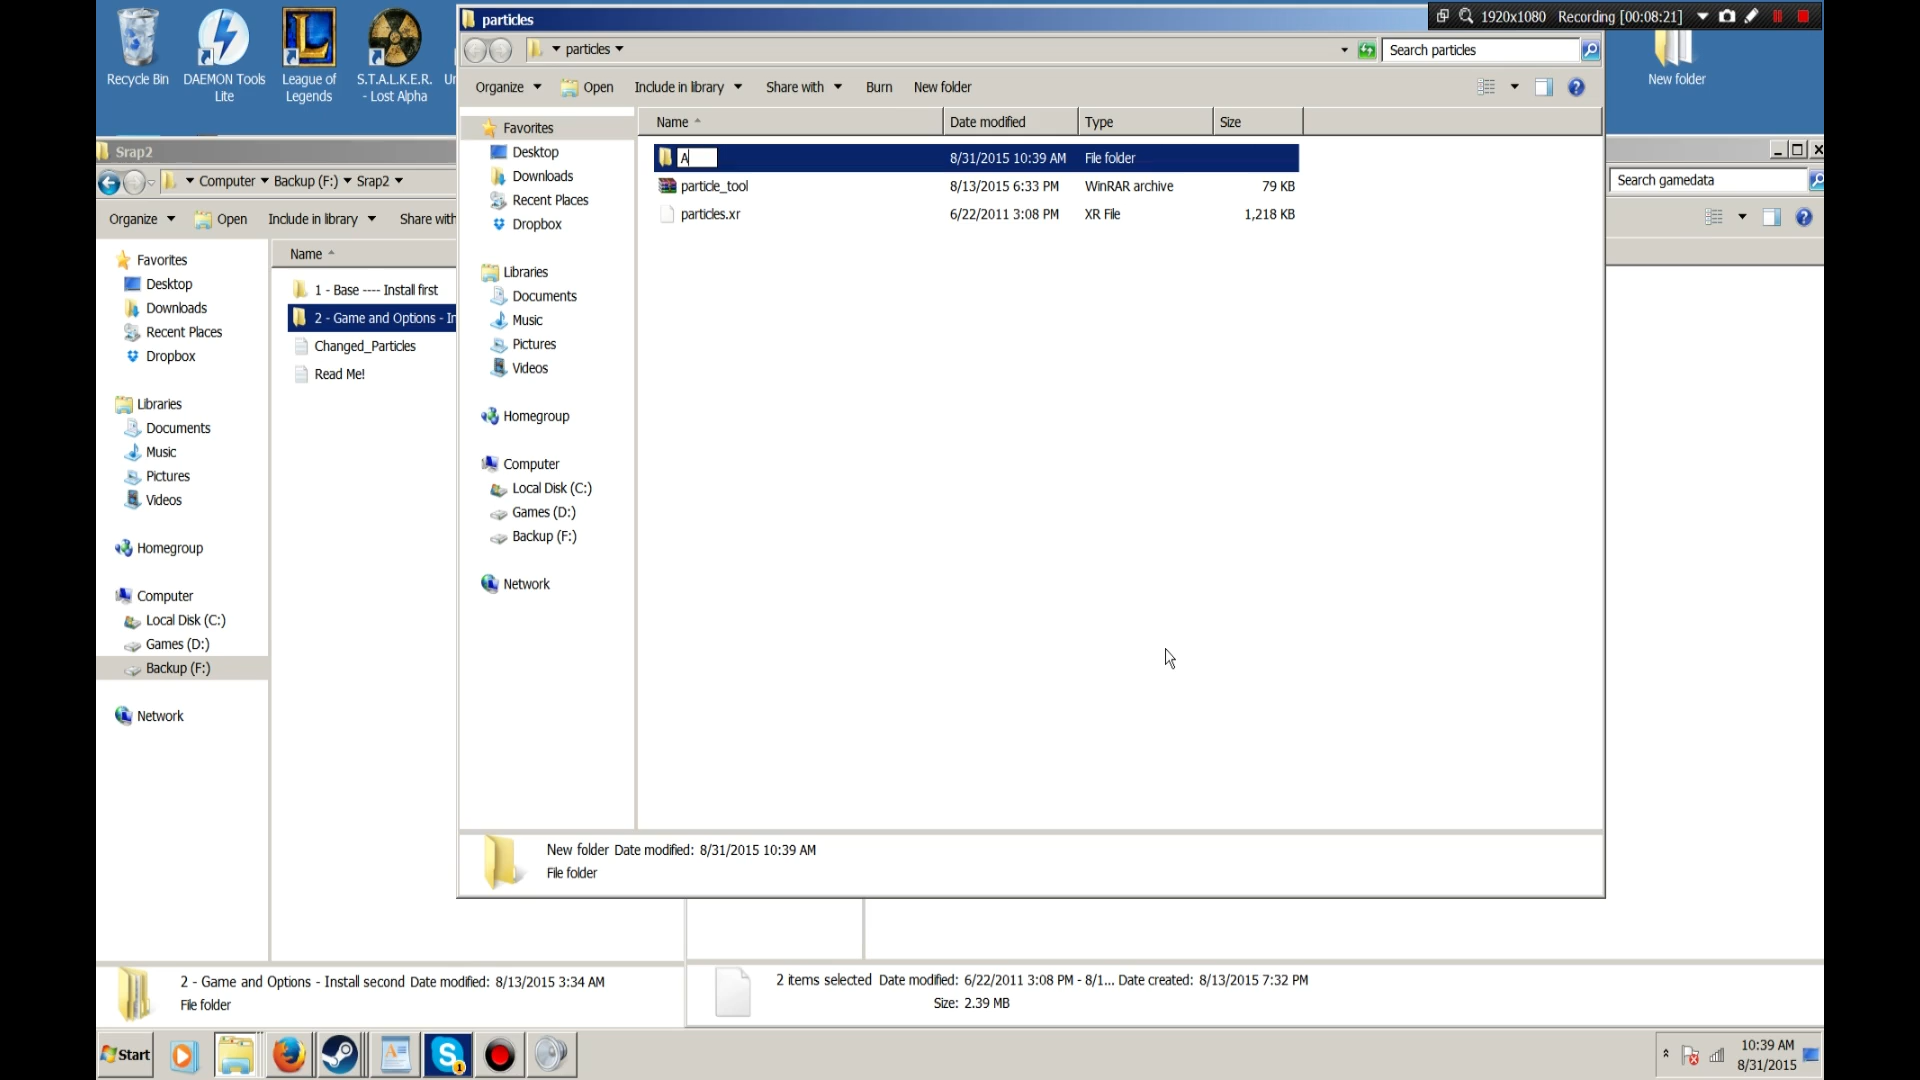 particles
1920x1080 Recording [00:08:21]
Recycle Bin
DAEMON Tools
Lite
League of
Legends
S.T.A.L.K.E.R.
- Lost Alpha
New folder
particles
Search particles
Organize Open Include in library Share with Burn New folder
Name Date modified Type Size
A 8/31/2015 10:39 AM File folder
particle_tool 8/13/2015 6:33 PM WinRAR archive 79 KB
particles.xr 6/22/2011 3:08 PM XR File 1,218 KB
Favorites
Desktop
Downloads
Recent Places
Dropbox
Libraries
Documents
Music
Pictures
Videos
Homegroup
Computer
Local Disk (C:)
Games (D:)
Backup (F:)
Network
New folder Date modified: 8/31/2015 10:39 AM
File folder
Srap2
Computer Backup (F:) Srap2
Organize Open Include in library Share with
Name
1 - Base ---- Install first
2 - Game and Options - In
Changed_Particles
Read Me!
Favorites
Desktop
Downloads
Recent Places
Dropbox
Libraries
Documents
Music
Pictures
Videos
Homegroup
Computer
Local Disk (C:)
Games (D:)
Backup (F:)
Network
2 - Game and Options - Install second Date modified: 8/13/2015 3:34 AM
File folder
Search gamedata
2 items selected Date modified: 6/22/2011 3:08 PM - 8/1... Date created: 8/13/2015 7:32 PM
Size: 2.39 MB
Start
10:39 AM
8/31/2015